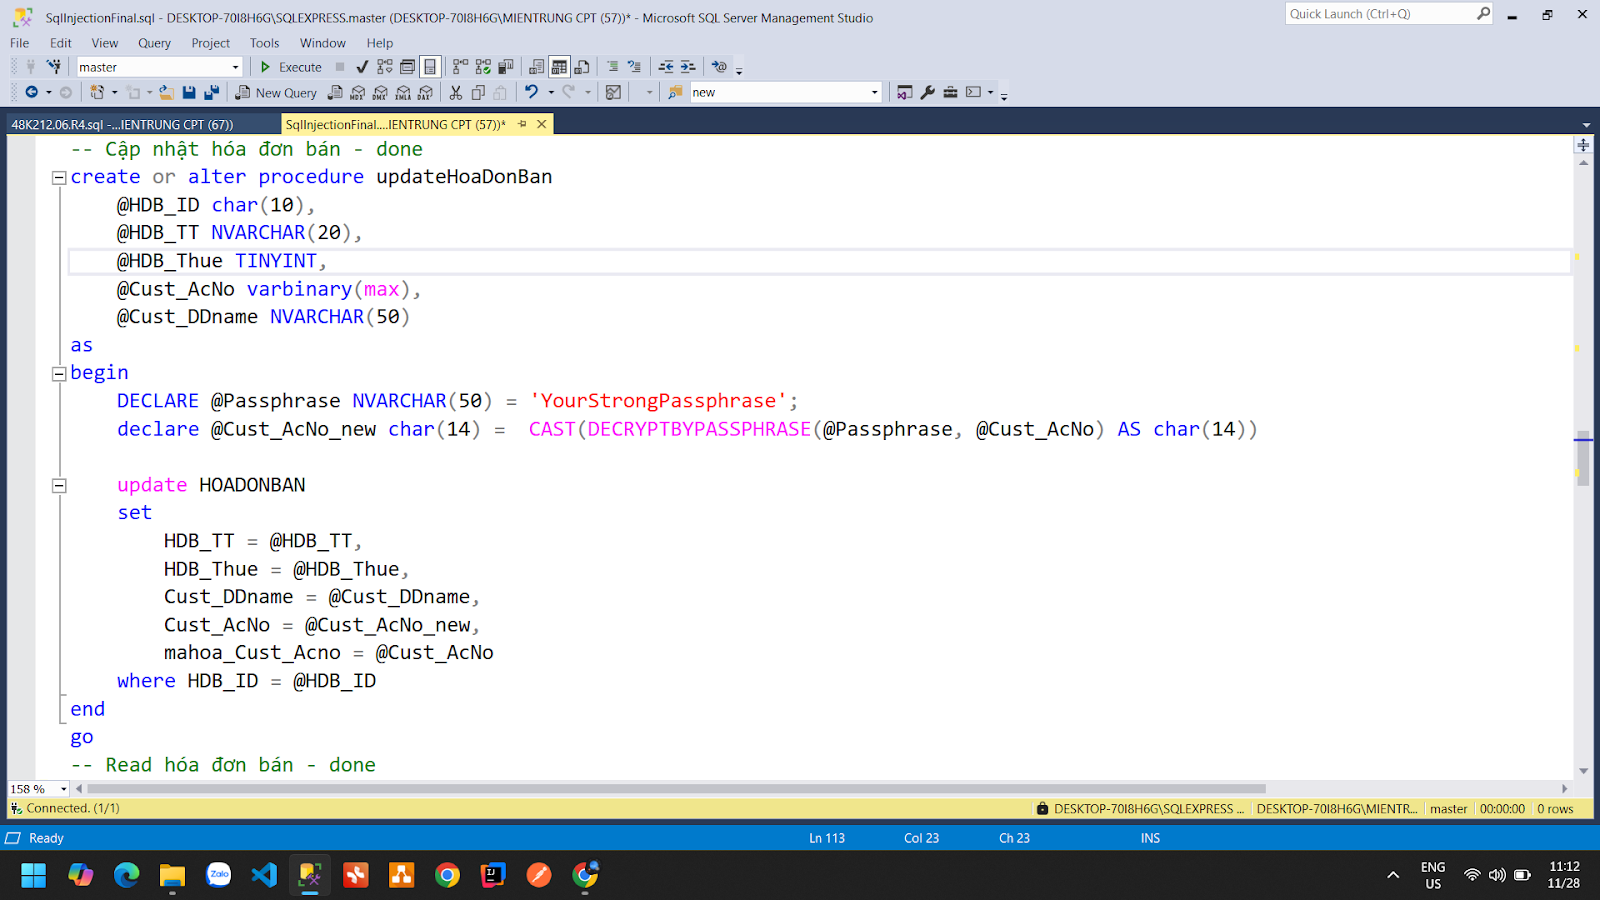 SqlInjectionFinal.sql - DESKTOP-70I8H6G\SQLEXPRESS.master (DESKTOP-70I8H6G\MIENTRUNG CPT (57))* - Microsoft SQL Server Management Studio
Quick Launch (Ctrl+Q)
File Edit View Query Project Tools Window Help
master Execute
New Query MDX DMX XMLA DAX new
48K212.06.R4.sql -...IENTRUNG CPT (67)) SqlInjectionFinal....IENTRUNG CPT (57))*
-- Cập nhật hóa đơn bán - done
create or alter procedure updateHoaDonBan
@HDB_ID char(10),
@HDB_TT NVARCHAR(20),
@HDB_Thue TINYINT,
@Cust_AcNo varbinary(max),
@Cust_DDname NVARCHAR(50)
as
begin
DECLARE @Passphrase NVARCHAR(50) = 'YourStrongPassphrase';
declare @Cust_AcNo_new char(14) =  CAST(DECRYPTBYPASSPHRASE(@Passphrase, @Cust_AcNo) AS char(14))
update HOADONBAN
set
HDB_TT = @HDB_TT,
HDB_Thue = @HDB_Thue,
Cust_DDname = @Cust_DDname,
Cust_AcNo = @Cust_AcNo_new,
mahoa_Cust_Acno = @Cust_AcNo
where HDB_ID = @HDB_ID
end
go
-- Read hóa đơn bán - done
158 %
Connected. (1/1) DESKTOP-70I8H6G\SQLEXPRESS ... DESKTOP-70I8H6G\MIENTR... master 00:00:00 0 rows
Ready Ln 113 Col 23 Ch 23 INS
Zalo IJ
ENG 11:12
US 11/28